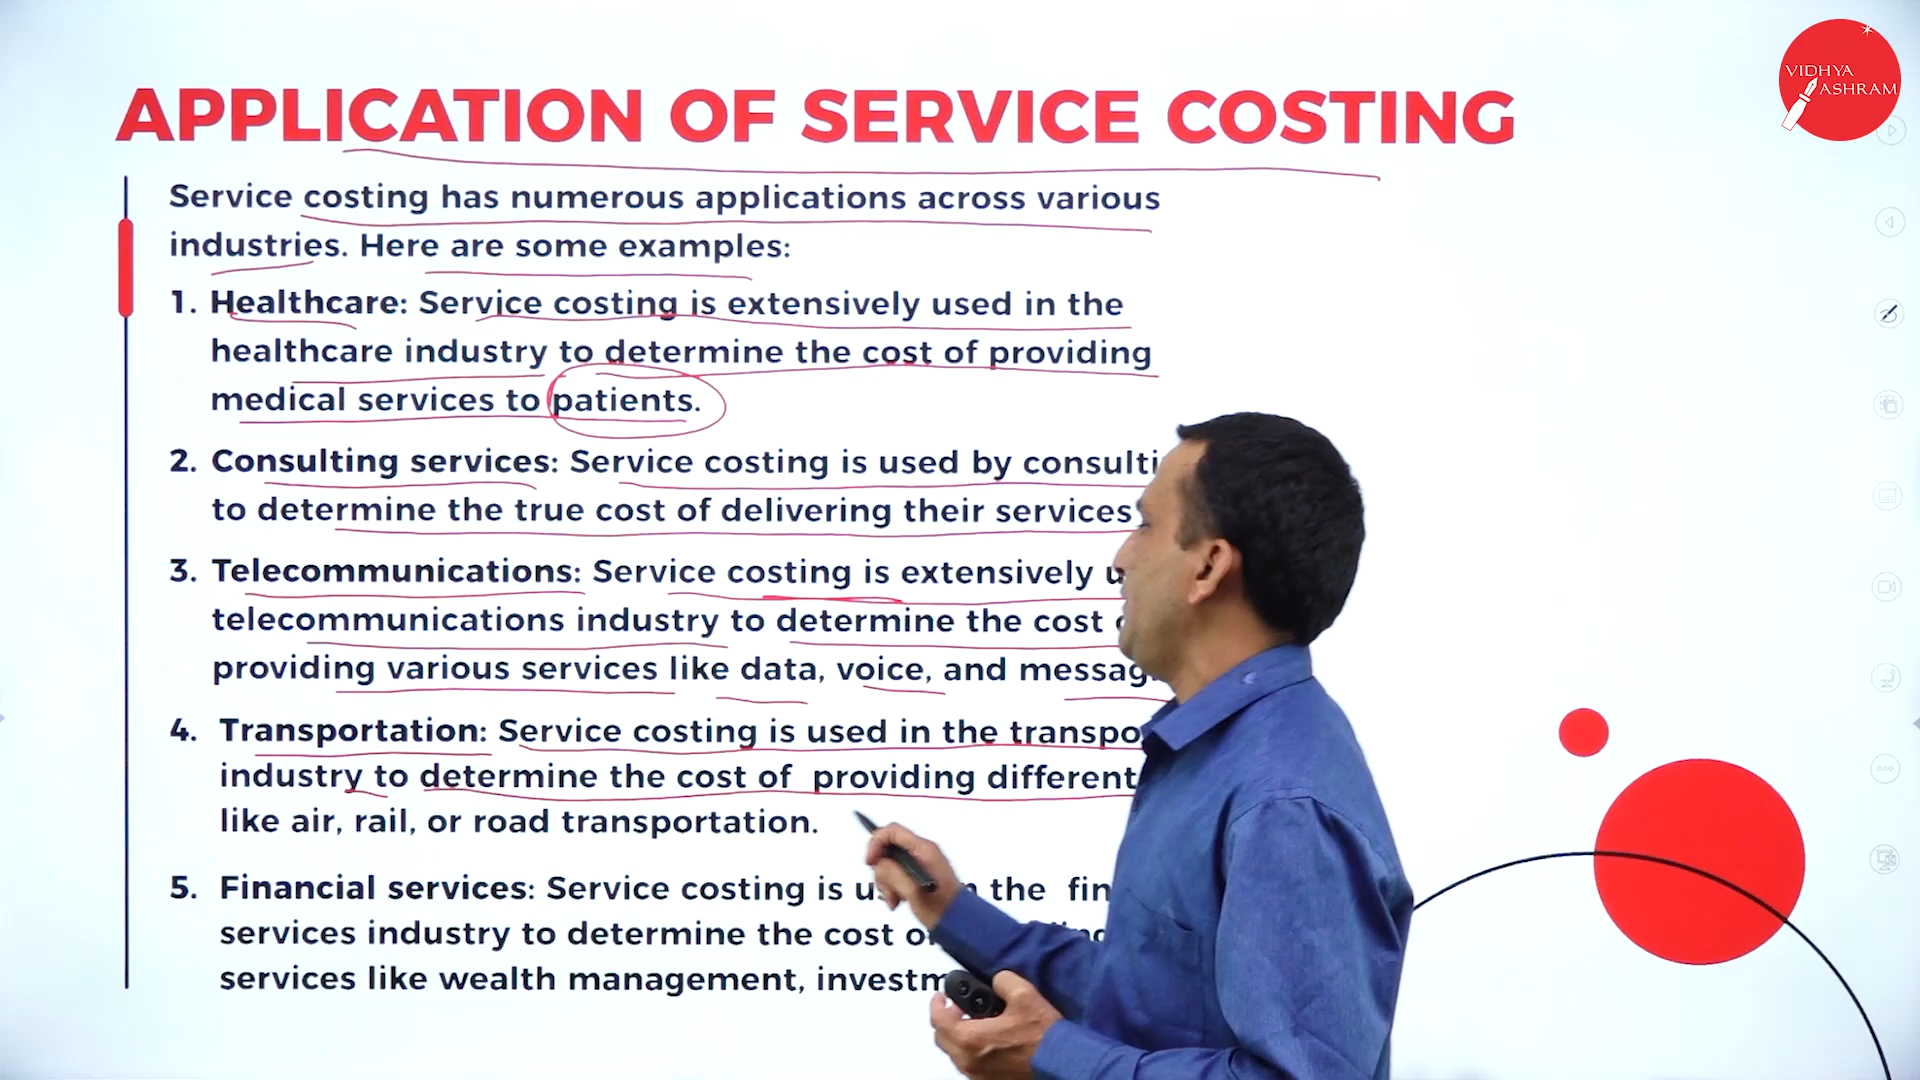 VIDHYA
ASHRAM
APPLICATION OF SERVICE COSTING
Service costing has numerous applications across various
industries. Here are some examples:
1. Healthcare: Service costing is extensively used in the
healthcare industry to determine the cost of providing
medical services to patients.
2. Consulting services: Service costing is used by
to determine the true cost of delivering their services
3. Telecommunications: Service costing is extensively
telecommunications industry to determine the cost
providing various services like data, voice, and
4. Transportation: Service costing is used in the
industry to determine the cost of providing different
like air, rail, or road transportation.
5. Financial services: Service costing is the
services industry to determine the cost
services like wealth management,